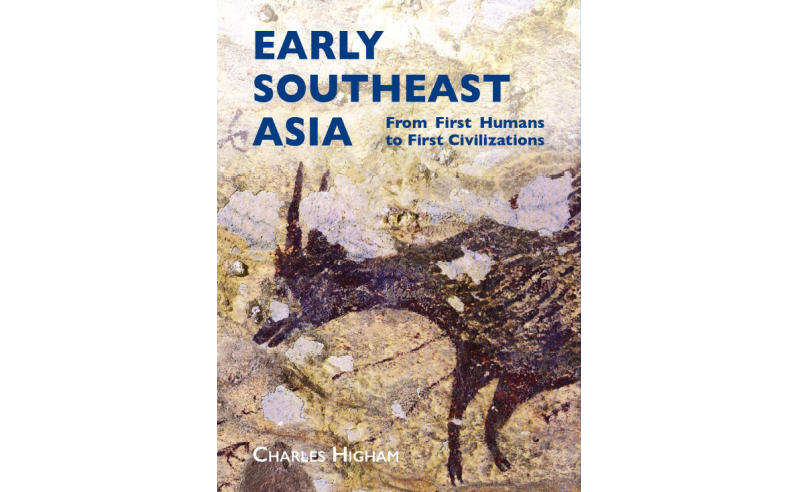 EARLY
SOUTHEAST
ASIA
From First Humans
to First Civilizations
CHARLES HIGHAM